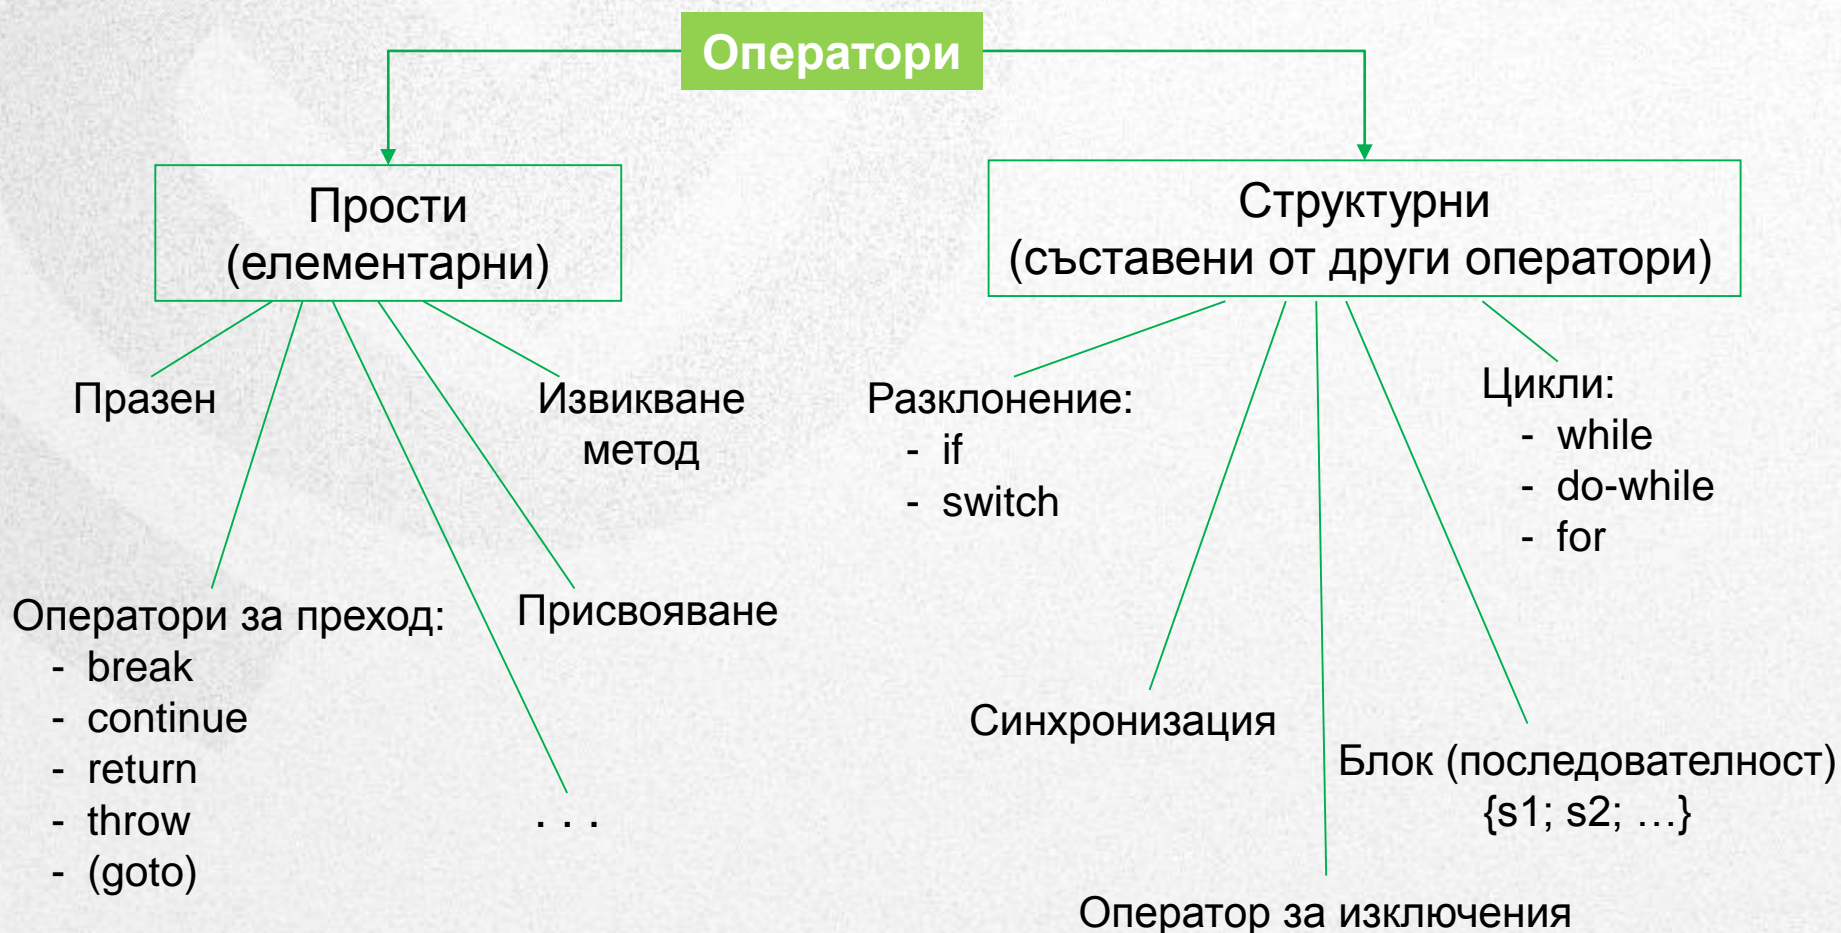 Оператори
Прости
(елементарни)
Празен
Извикване
метод
Оператори за преход:
- break
- continue
- return
- throw
- (goto)
Присвояване
. . .
Структурни
(съставени от други оператори)
Разклонение:
- if
- switch
Цикли:
- while
- do-while
- for
Синхронизация
Блок (последователност)
{s1; s2; …}
Оператор за изключения